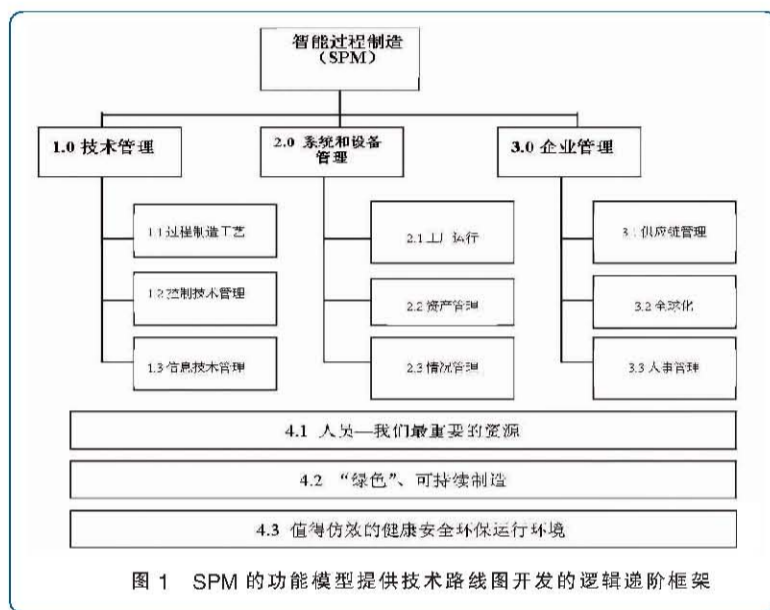 智能过程制造
(SPM)
1.0 技术管理
2.0 系统和设备
管理
3.0 企业管理
1.1 过程制造工艺
2.1 工厂运行
3.1 供应链管理
1.2 控制技术管理
2.2 资产管理
3.2 全球化
1.3 信息技术管理
2.3 情况管理
3.3 人事管理
4.1 人员—我们最重要的资源
4.2 “绿色”、可持续制造
4.3 值得仿效的健康安全环保运行环境
图 1 SPM 的功能模型提供技术路线图开发的逻辑递阶框架